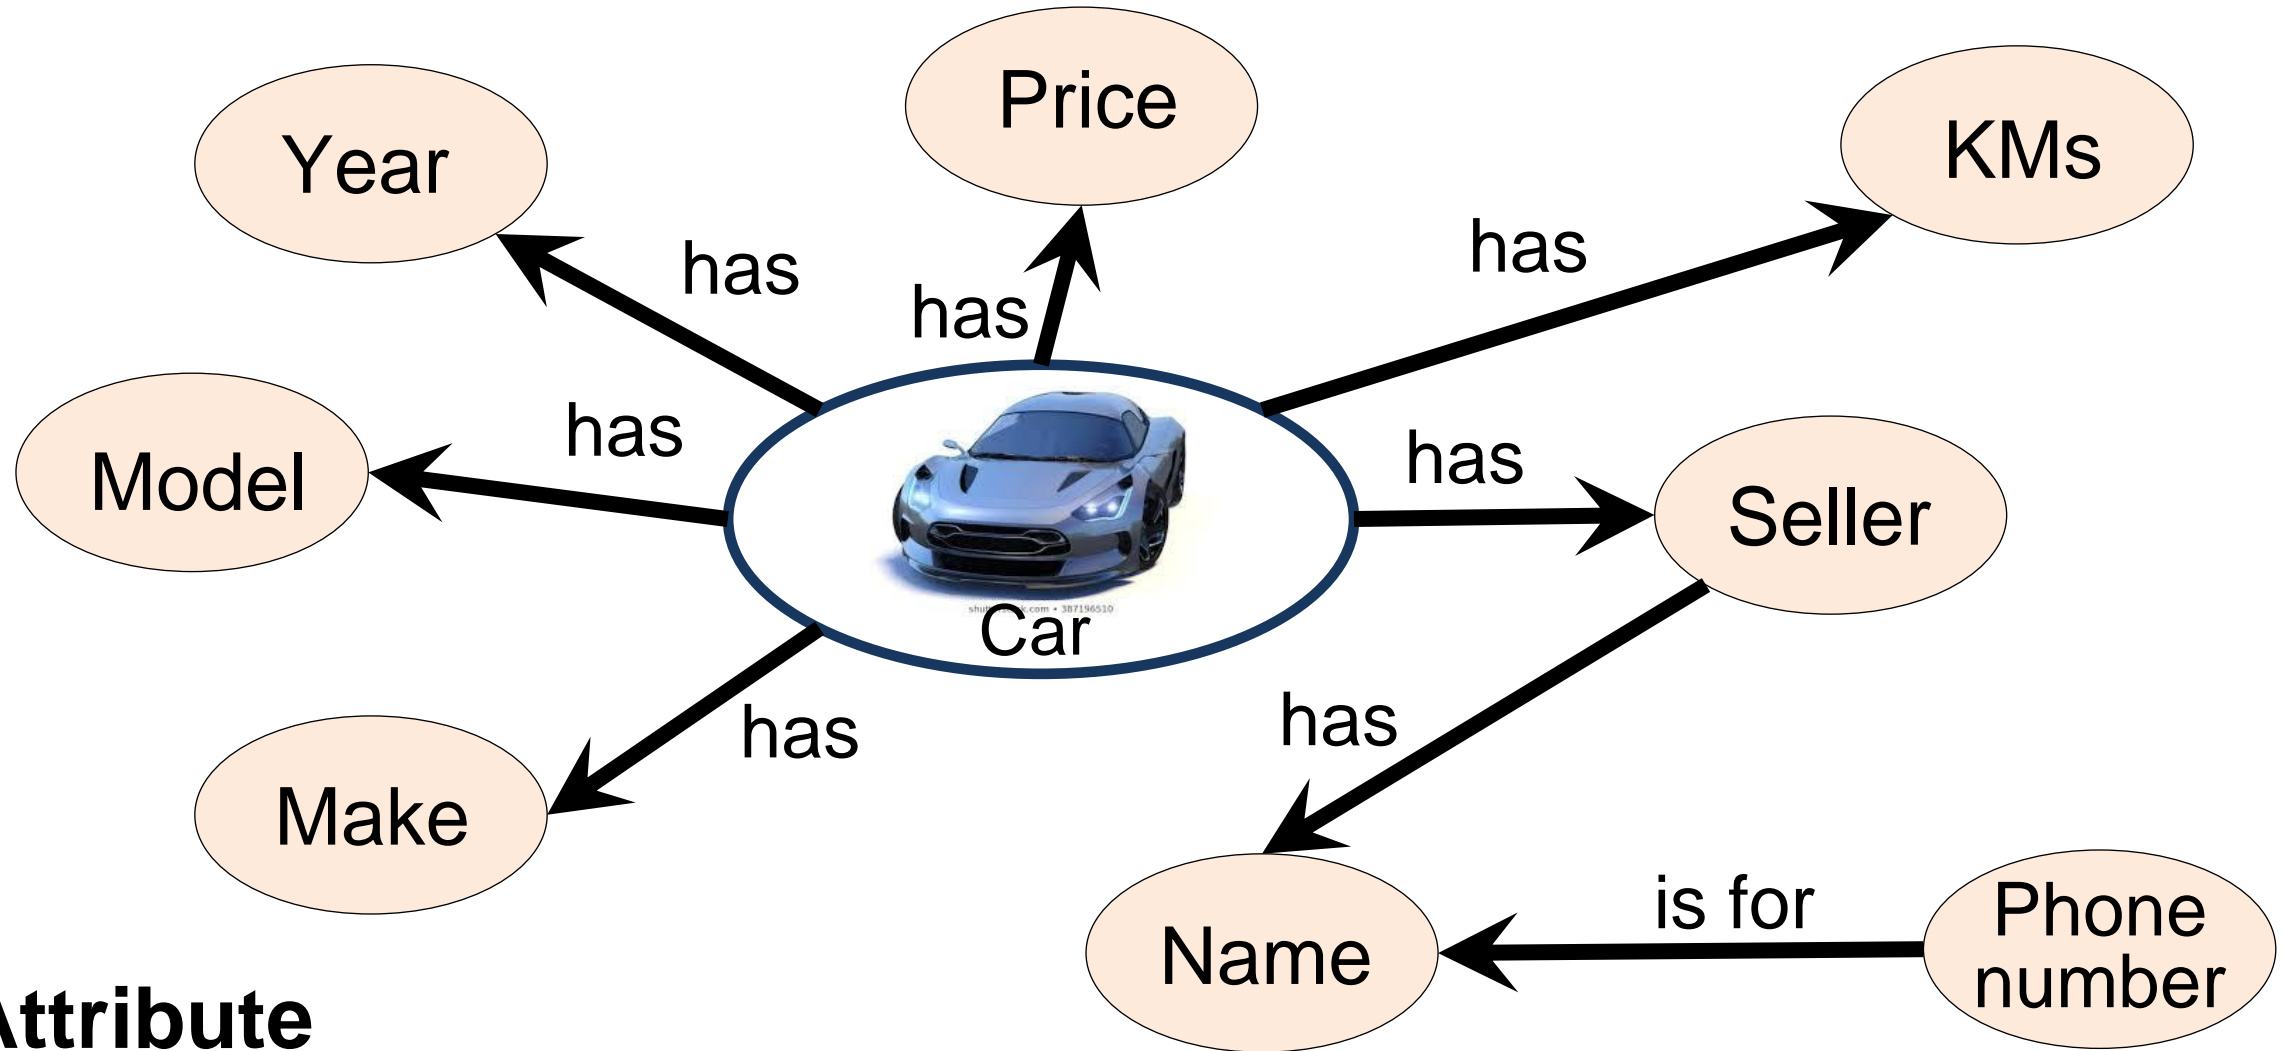 Price
KMs
Year
has
has
has
Model
has
has
Seller
Car
has
has
Make
is for
Phone
number
Name
Attribute